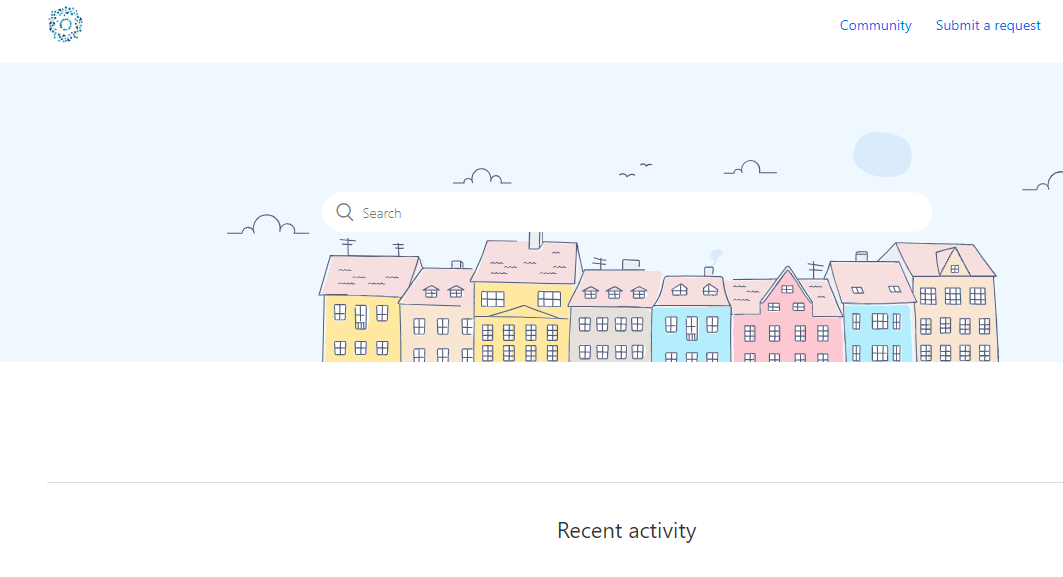 Community Submit a request
Search
Recent activity